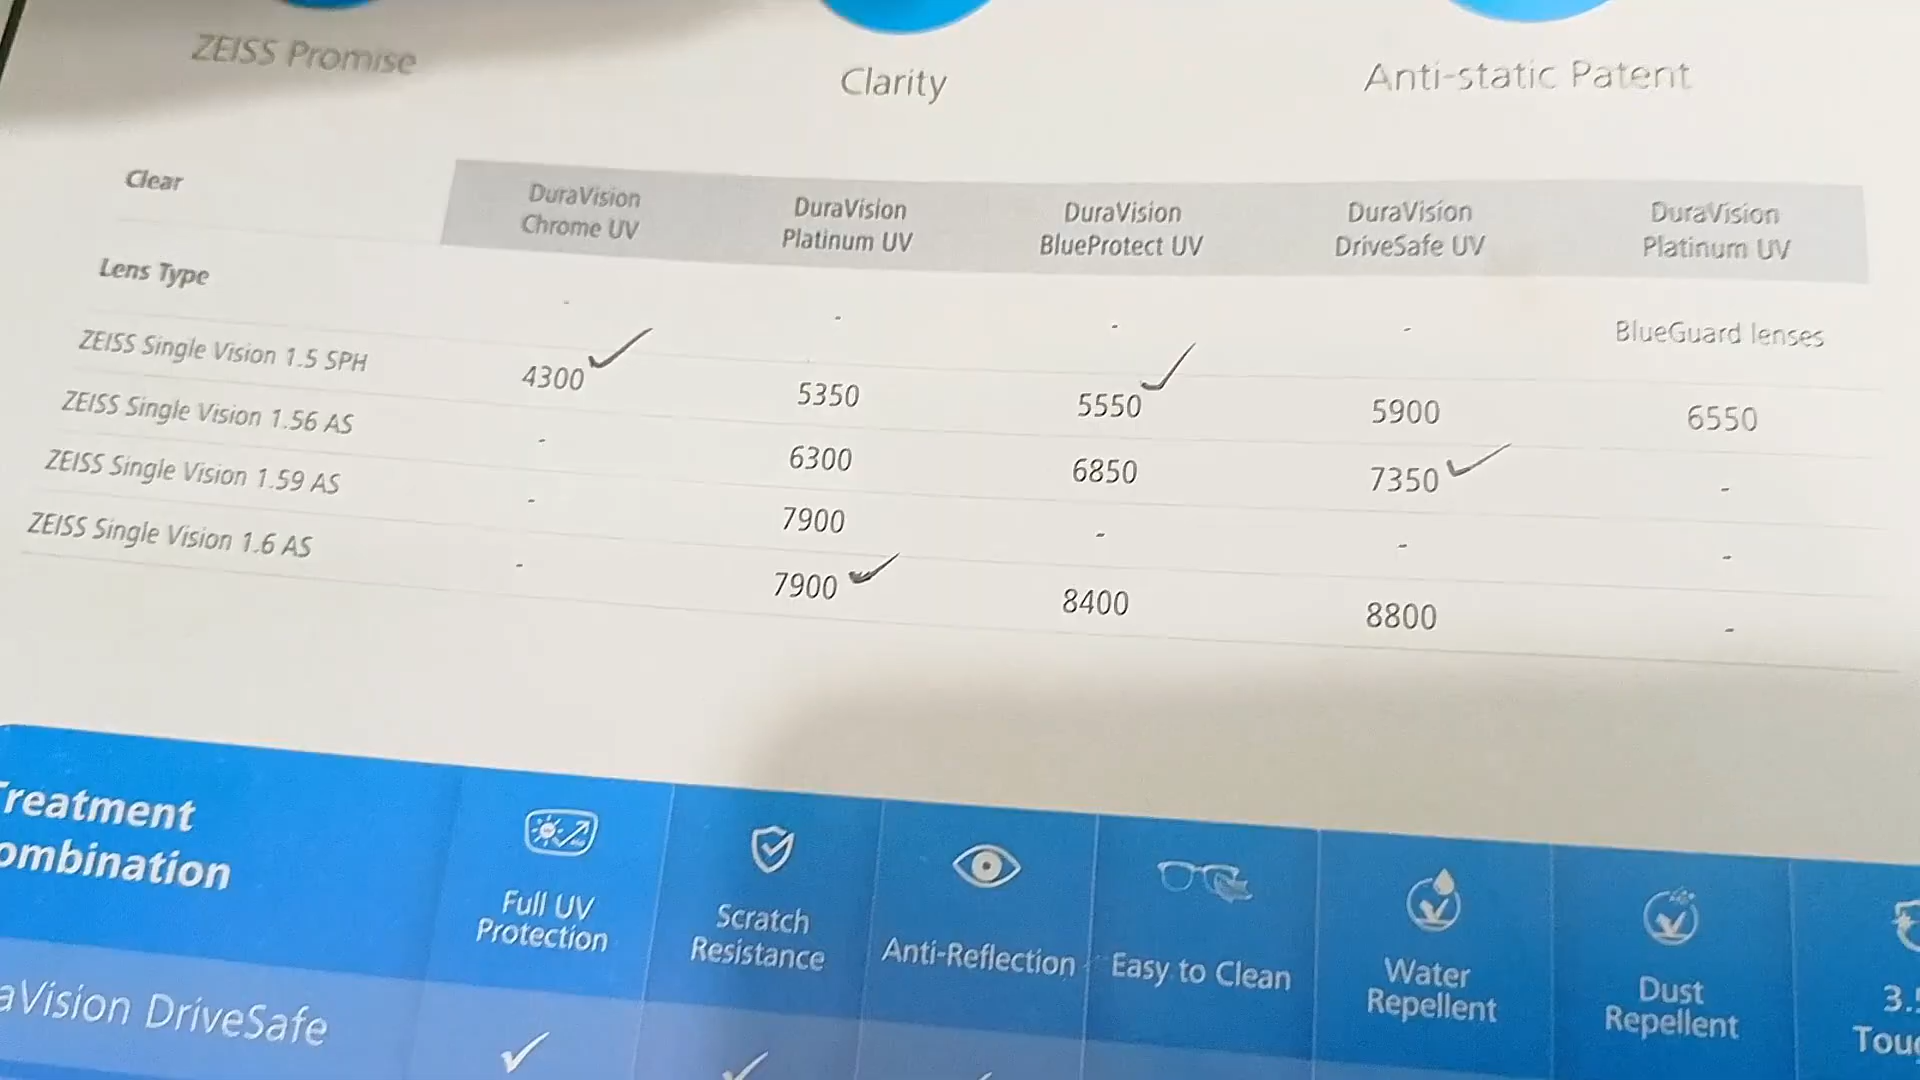 ZEISS Promise
Clarity
Anti-static Patent
Clear
DuraVision
Chrome UV
DuraVision
Platinum UV
DuraVision
BlueProtect UV
DuraVision
DriveSafe UV
DuraVision
Platinum UV
Lens Type
- - - - BlueGuard lenses
ZEISS Single Vision 1.5 SPH 4300 5350 5550 5900 6550
ZEISS Single Vision 1.56 AS - 6300 6850 7350 -
ZEISS Single Vision 1.59 AS - 7900 - - -
ZEISS Single Vision 1.6 AS - 7900 8400 8800 -
Treatment
ombination
Full UV
Protection
Scratch
Resistance
Anti-Reflection
Easy to Clean
Water
Repellent
Dust
Repellent
3.
Toug
aVision DriveSafe